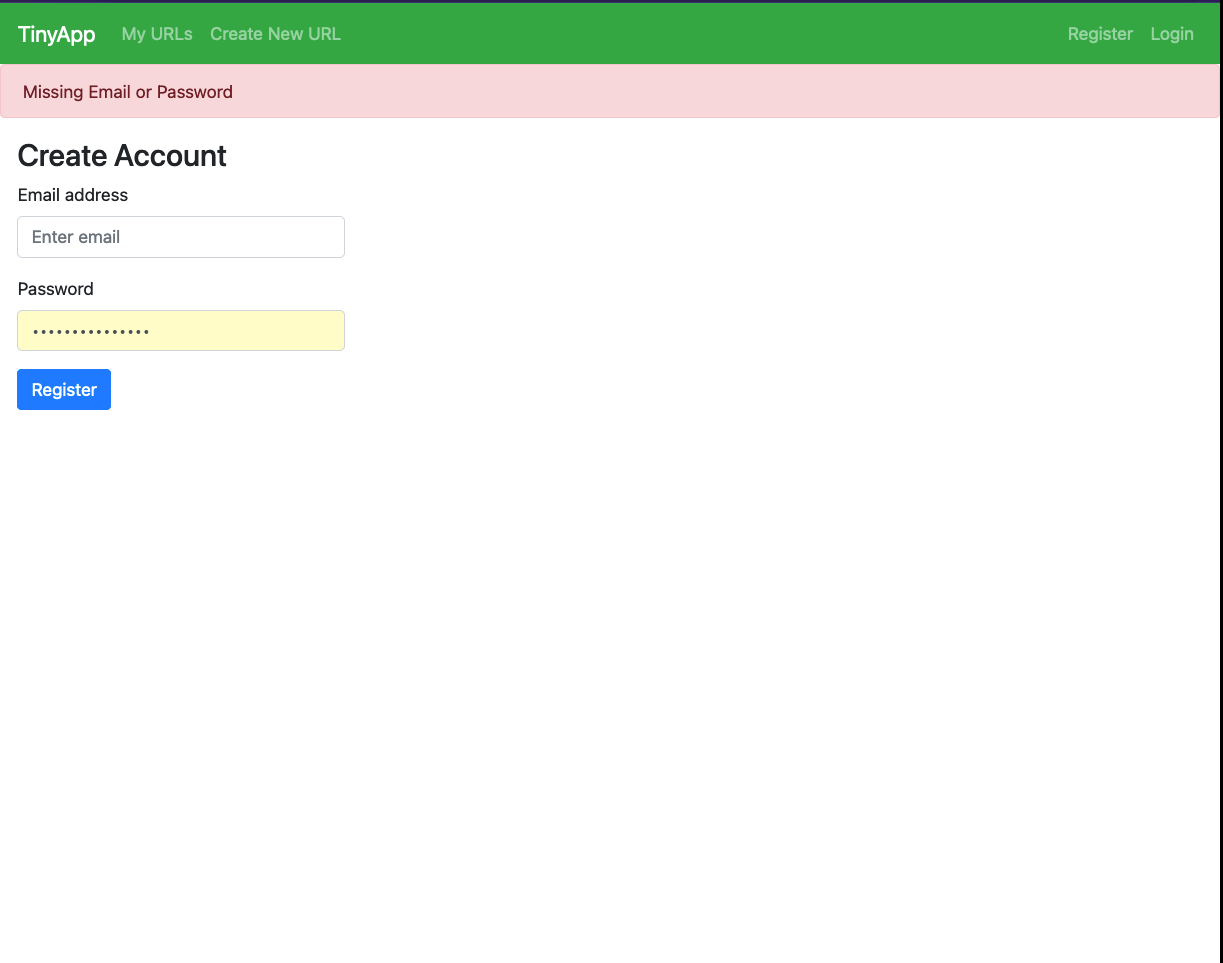 TinyApp My URLs Create New URL Register Login
Missing Email or Password
Create Account
Email address
Enter email
Password
•••••••••••••••
Register